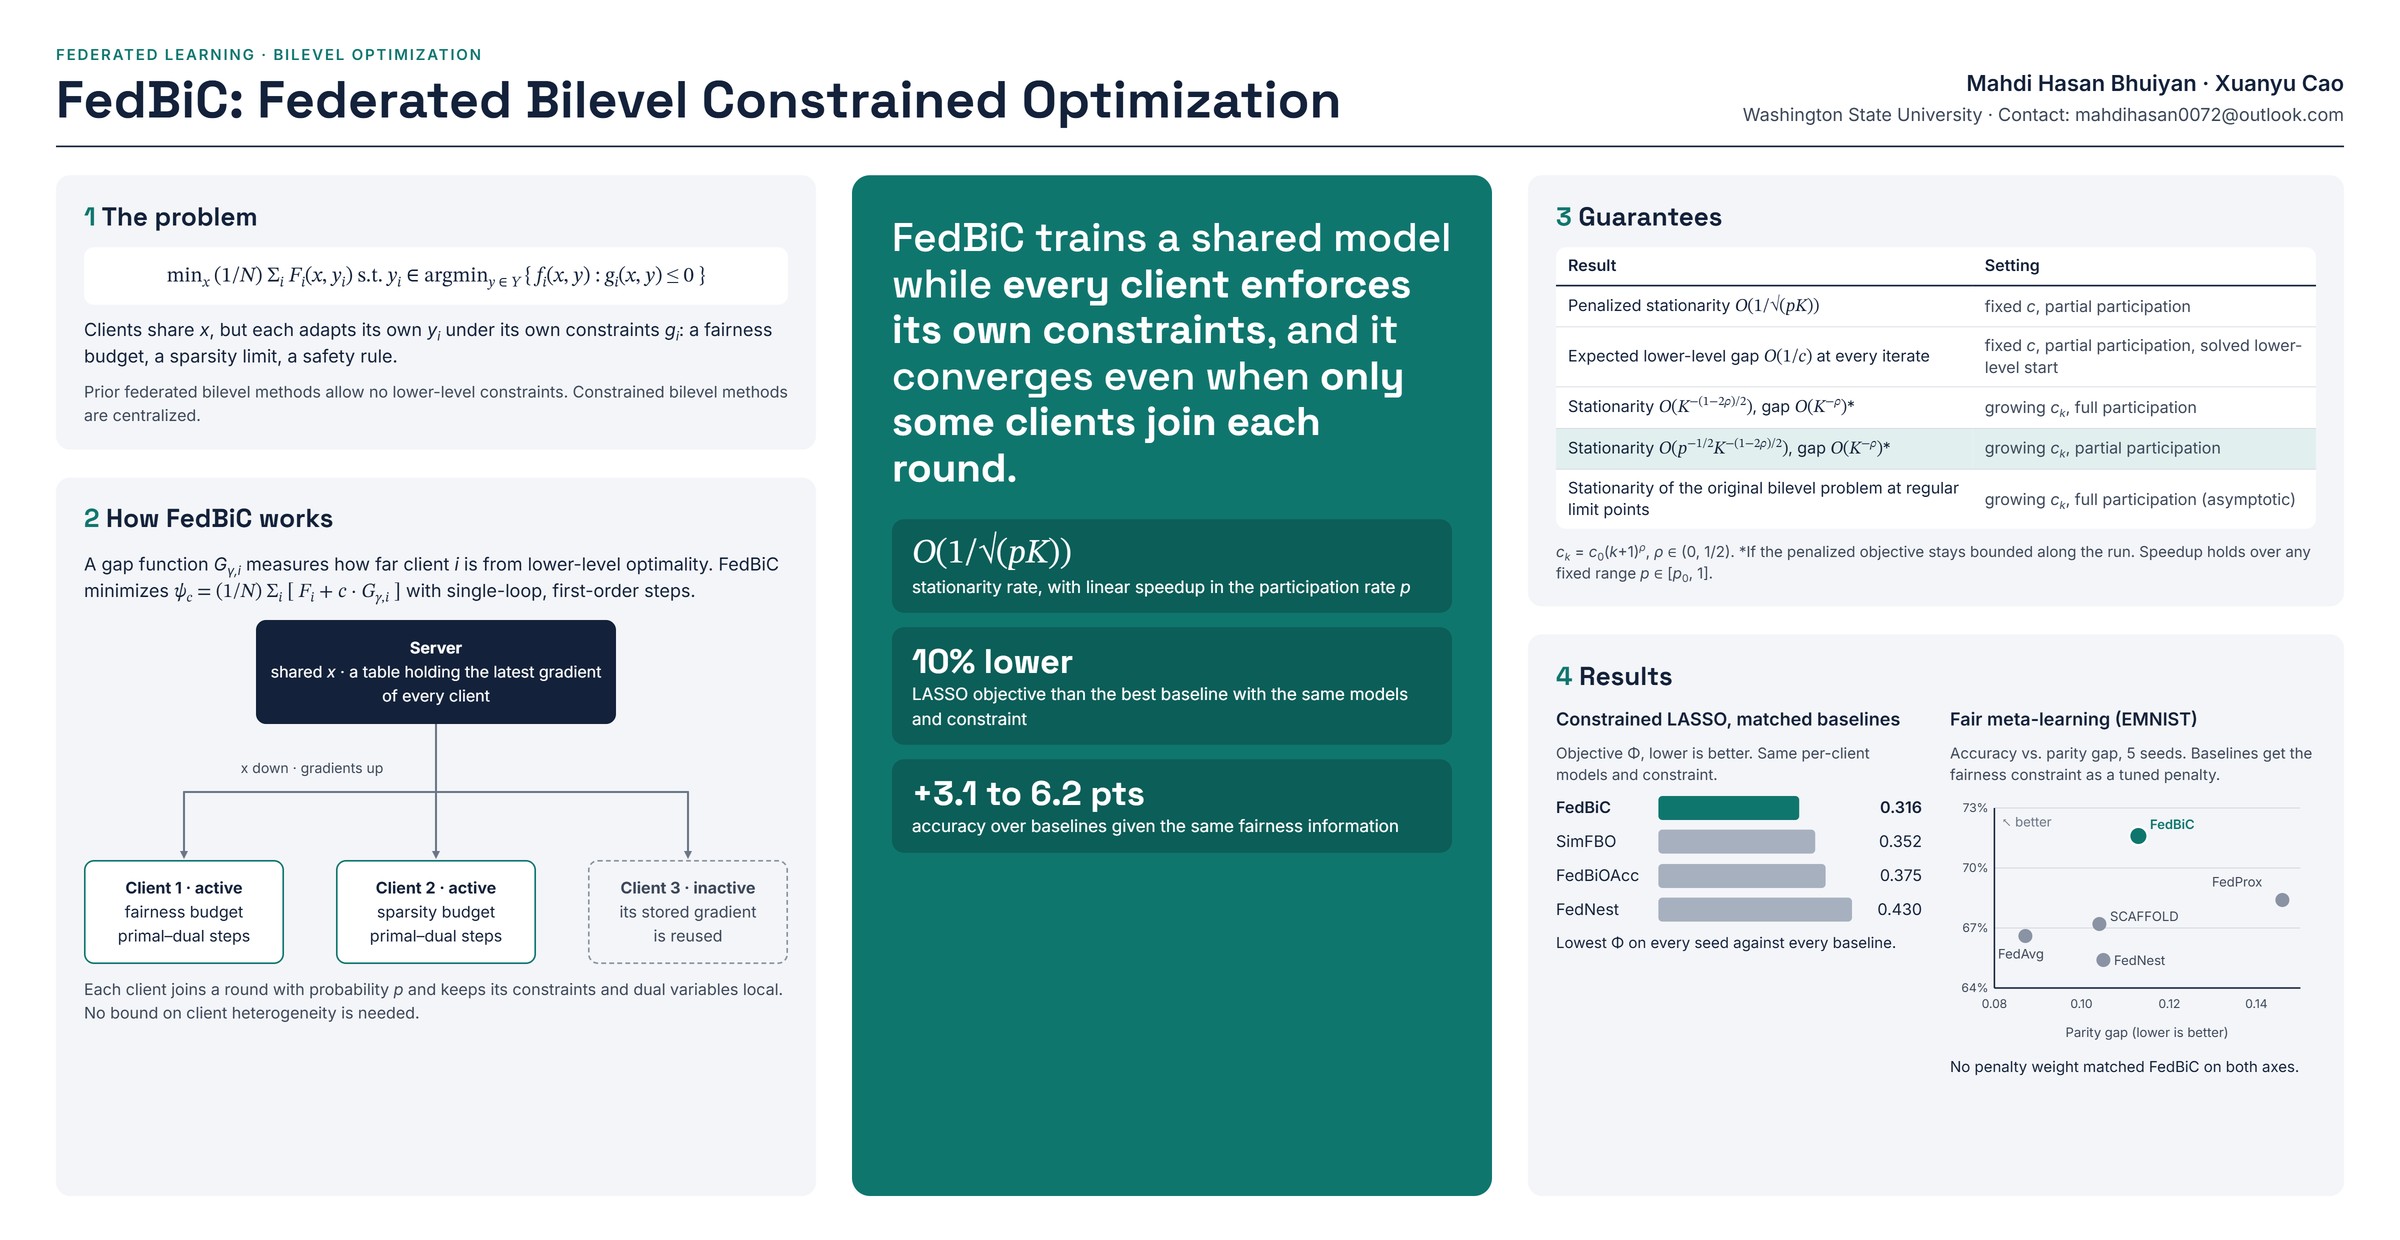 FEDERATED LEARNING · BILEVEL OPTIMIZATION
FedBiC: Federated Bilevel Constrained Optimization
Mahdi Hasan Bhuiyan · Xuanyu Cao
Washington State University · Contact: mahdihasan0072@outlook.com
1 The problem
min_x (1/N) Σ_i F_i(x, y_i) s.t. y_i ∈ argmin_{y ∈ Y} { f_i(x, y) : g_i(x, y) ≤ 0 }
Clients share x, but each adapts its own y_i under its own constraints g_i: a fairness
budget, a sparsity limit, a safety rule.
Prior federated bilevel methods allow no lower-level constraints. Constrained bilevel methods
are centralized.
2 How FedBiC works
A gap function G_{γ,i} measures how far client i is from lower-level optimality. FedBiC
minimizes ψ_c = (1/N) Σ_i [ F_i + c · G_{γ,i} ] with single-loop, first-order steps.
Server
shared x · a table holding the latest gradient
of every client
x down · gradients up
Client 1 · active
fairness budget
primal–dual steps
Client 2 · active
sparsity budget
primal–dual steps
Client 3 · inactive
its stored gradient
is reused
Each client joins a round with probability p and keeps its constraints and dual variables local.
No bound on client heterogeneity is needed.
FedBiC trains a shared model
while every client enforces
its own constraints, and it
converges even when only
some clients join each
round.
O(1/√(pK))
stationarity rate, with linear speedup in the participation rate p
10% lower
LASSO objective than the best baseline with the same models
and constraint
+3.1 to 6.2 pts
accuracy over baselines given the same fairness information
3 Guarantees
Result Setting
Penalized stationarity O(1/√(pK)) fixed c, partial participation
Expected lower-level gap O(1/c) at every iterate fixed c, partial participation, solved lower-
level start
Stationarity O(K^{−(1−2ρ)/2}), gap O(K^{−ρ})* growing c_k, full participation
Stationarity O(p^{−1/2}K^{−(1−2ρ)/2}), gap O(K^{−ρ})* growing c_k, partial participation
Stationarity of the original bilevel problem at regular
limit points
growing c_k, full participation (asymptotic)
c_k = c_0(k+1)^ρ, ρ ∈ (0, 1/2). *If the penalized objective stays bounded along the run. Speedup holds over any
fixed range p ∈ [p_0, 1].
4 Results
Constrained LASSO, matched baselines
Objective Φ, lower is better. Same per-client
models and constraint.
FedBiC 0.316
SimFBO 0.352
FedBiOAcc 0.375
FedNest 0.430
Lowest Φ on every seed against every baseline.
Fair meta-learning (EMNIST)
Accuracy vs. parity gap, 5 seeds. Baselines get the
fairness constraint as a tuned penalty.
73%
↖ better
FedBiC
70%
FedProx
SCAFFOLD
67%
FedAvg
FedNest
64%
0.08 0.10 0.12 0.14
Parity gap (lower is better)
No penalty weight matched FedBiC on both axes.